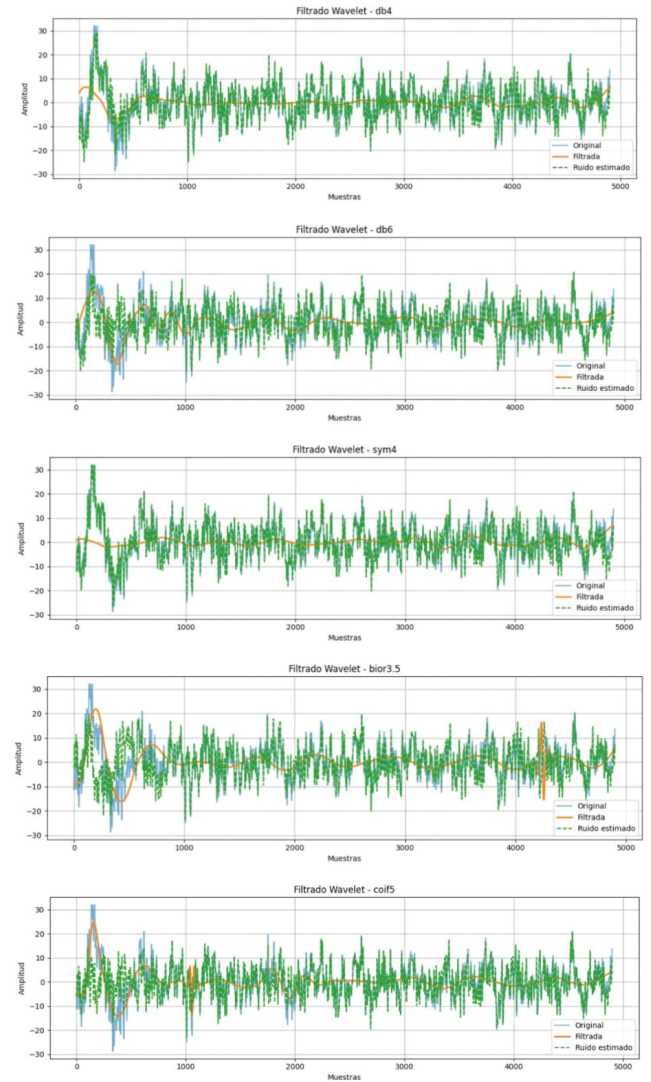 Filtrado Wavelet - db4
30
20
10
0
−10
−20
−30
Amplitud
Original
Filtrada
Ruido estimado
0 1000 2000 3000 4000 5000
Muestras
Filtrado Wavelet - db6
30
20
10
0
−10
−20
−30
Amplitud
Original
Filtrada
Ruido estimado
0 1000 2000 3000 4000 5000
Muestras
Filtrado Wavelet - sym4
30
20
10
0
−10
−20
−30
Amplitud
Original
Filtrada
Ruido estimado
0 1000 2000 3000 4000 5000
Muestras
Filtrado Wavelet - bior3.5
30
20
10
0
−10
−20
−30
Amplitud
Original
Filtrada
Ruido estimado
0 1000 2000 3000 4000 5000
Muestras
Filtrado Wavelet - coif5
30
20
10
0
−10
−20
−30
Amplitud
Original
Filtrada
Ruido estimado
0 1000 2000 3000 4000 5000
Muestras